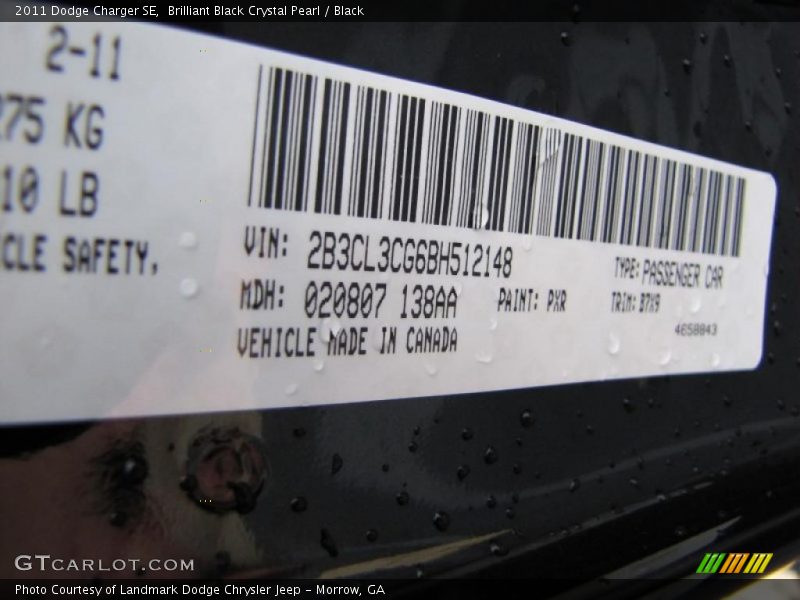 2011 Dodge Charger SE,  Brilliant Black Crystal Pearl / Black
2-11
275 KG
10 LB
CLE SAFETY,
VIN: 2B3CL3CG6BH512148
TYPE: PASSENGER CAR
MDH: 020807 138AA
PAINT: PXR
TRIM: B7X9
VEHICLE MADE IN CANADA
4658843
GTCARLOT.COM
Photo Courtesy of Landmark Dodge Chrysler Jeep – Morrow, GA